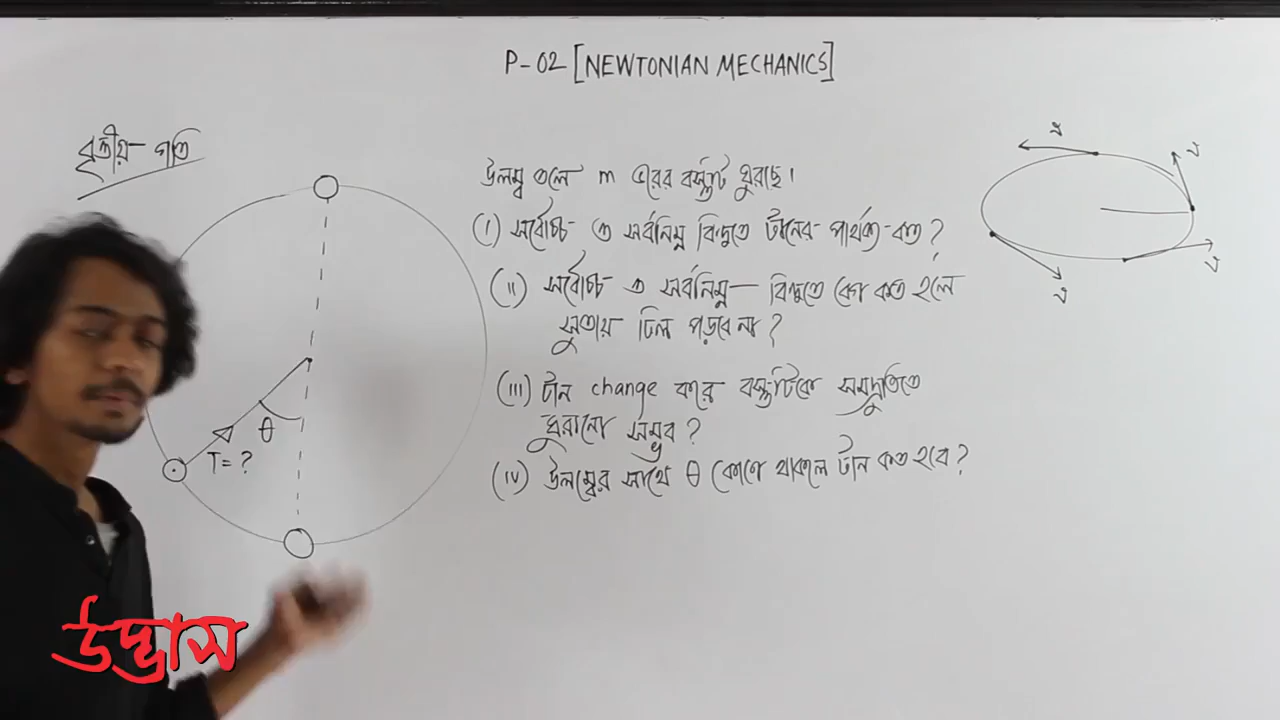 P-02 [NEWTONIAN MECHANICS]
বৃত্তীয় গতি
উলম্ব তলে m ভরের বস্তুটি ঘুরছে।
(i) সর্বোচ্চ ও সর্বনিম্ন বিন্দুতে টানের পার্থক্য কত?
(ii) সর্বোচ্চ ও সর্বনিম্ন বিন্দুতে বেগ কত হলে
সুতায় ঢিল পড়বে না?
(iii) টান change করে বস্তুটিকে সমদ্রুতিতে
ঘুরানো সম্ভব?
(iv) উলম্বের সাথে θ কোণে থাকলে টান কত হবে?
θ
T=?
v
v
v
v
উদ্ভাস